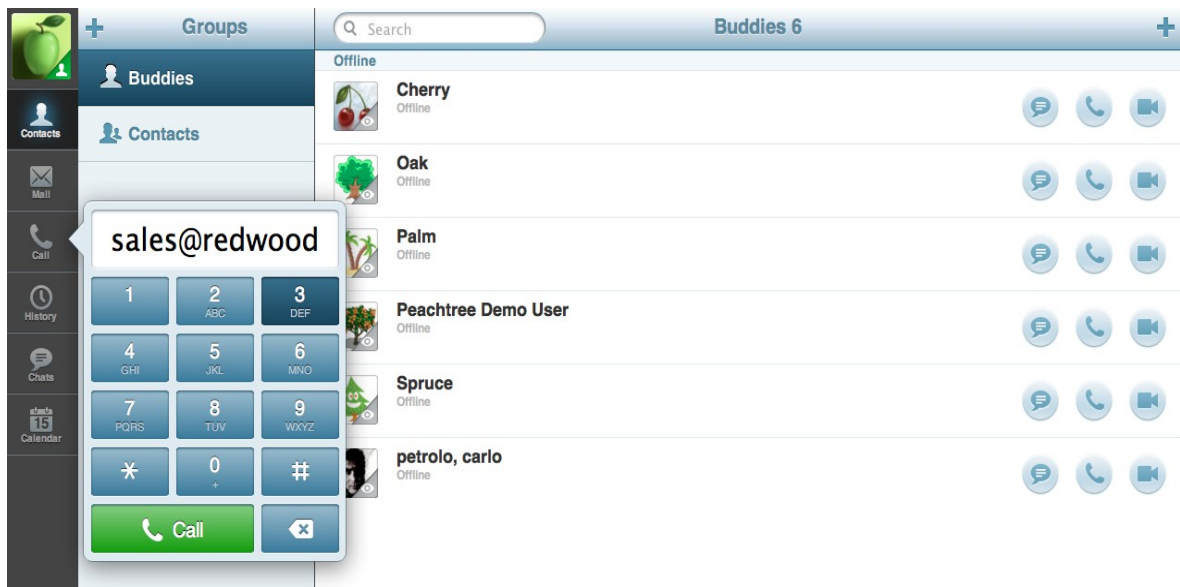 Groups
Search
Buddies 6
Buddies
Contacts
Contacts
Mail
Call
History
Chats
15
Calendar
sales@redwood
1
2
ABC
3
DEF
4
GHI
5
JKL
6
MNO
7
PQRS
8
TUV
9
WXYZ
*
0
+
#
Call
Offline
Cherry
Offline
Oak
Offline
Palm
Offline
Peachtree Demo User
Offline
Spruce
Offline
petrolo, carlo
Offline